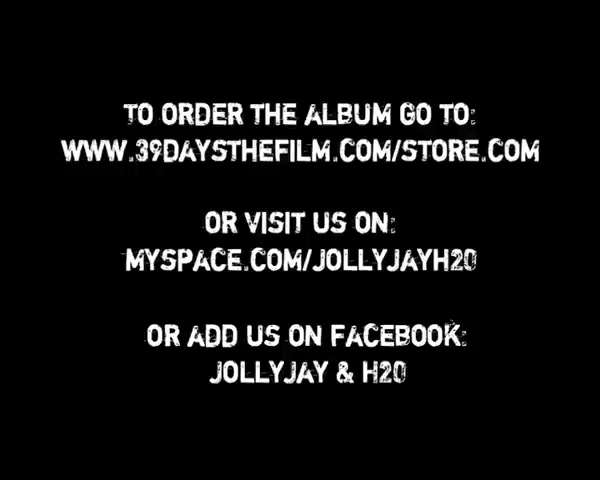 TO ORDER THE ALBUM GO TO:
WWW.39DAYSTHEFILM.COM/STORE.COM
OR VISIT US ON:
MYSPACE.COM/JOLLYJAYH20
OR ADD US ON FACEBOOK:
JOLLYJAY & H20